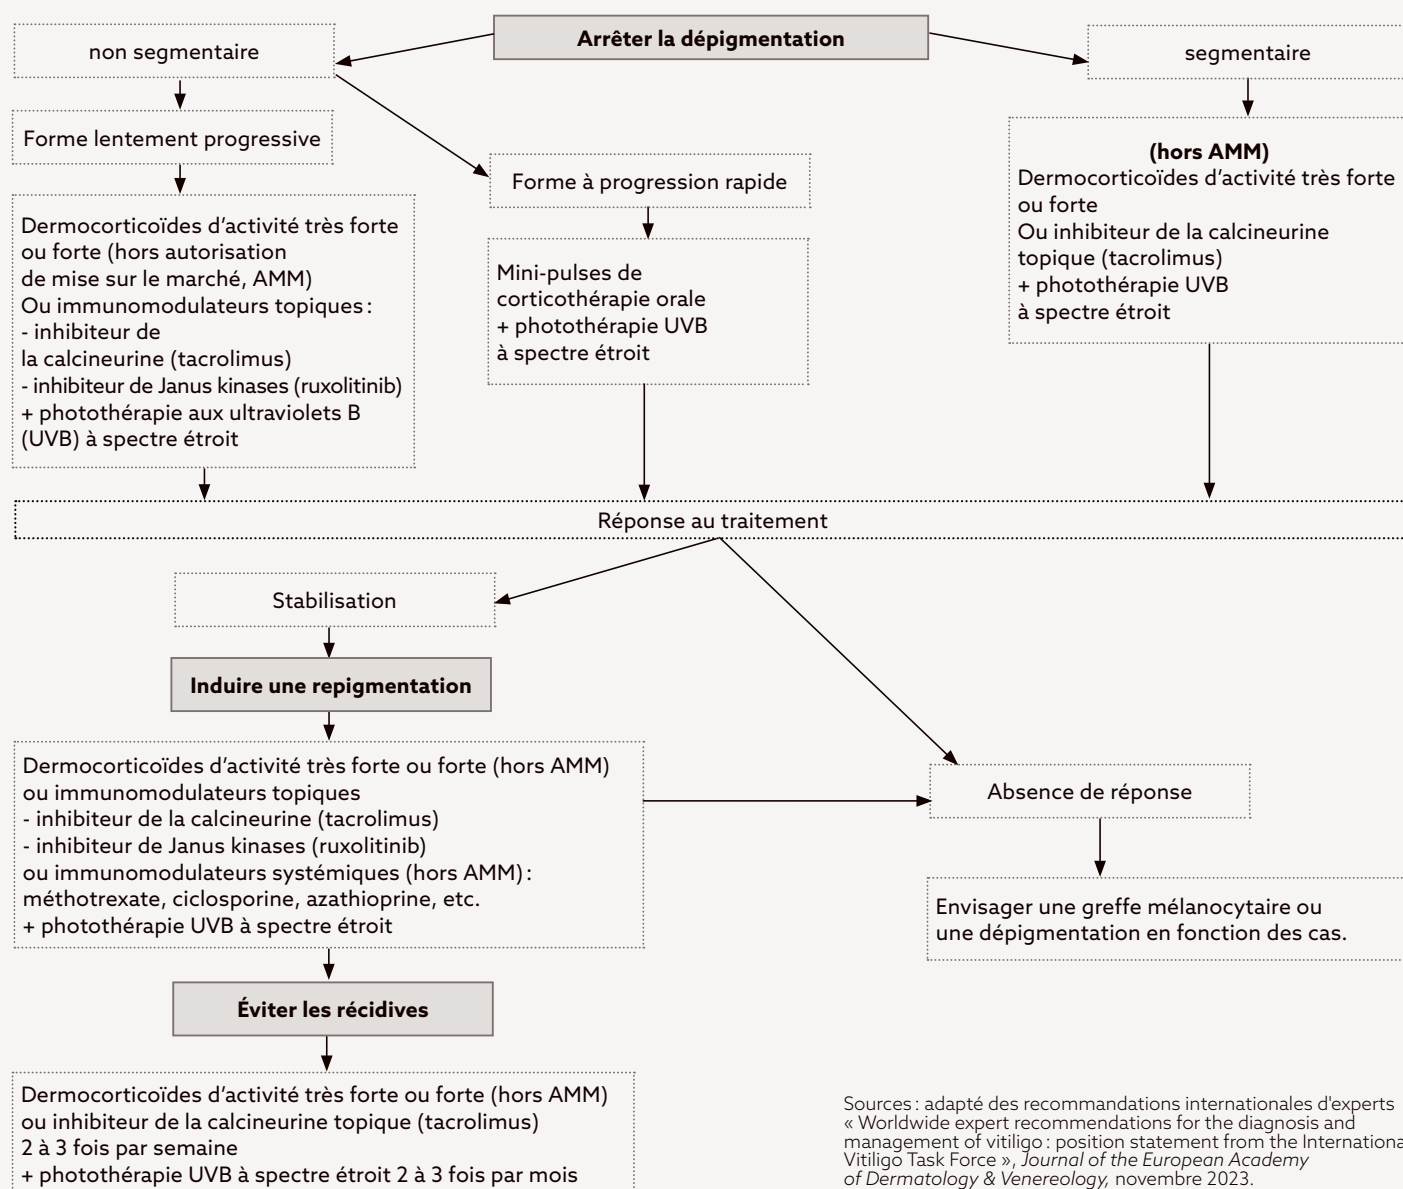 Arrêter la dépigmentation
non segmentaire
segmentaire
Forme lentement progressive
Dermocorticoïdes d’activité très forte
ou forte (hors autorisation
de mise sur le marché, AMM)
Ou immunomodulateurs topiques :
- inhibiteur de
la calcineurine (tacrolimus)
- inhibiteur de Janus kinases (ruxolitinib)
+ photothérapie aux ultraviolets B
(UVB) à spectre étroit
Forme à progression rapide
Mini-pulses de
corticothérapie orale
+ photothérapie UVB
à spectre étroit
(hors AMM)
Dermocorticoïdes d’activité très forte
ou forte
Ou inhibiteur de la calcineurine
topique (tacrolimus)
+ photothérapie UVB
à spectre étroit
Réponse au traitement
Stabilisation
Induire une repigmentation
Dermocorticoïdes d’activité très forte ou forte (hors AMM)
ou immunomodulateurs topiques
- inhibiteur de la calcineurine (tacrolimus)
- inhibiteur de Janus kinases (ruxolitinib)
ou immunomodulateurs systémiques (hors AMM) :
méthotrexate, ciclosporine, azathioprine, etc.
+ photothérapie UVB à spectre étroit
Absence de réponse
Envisager une greffe mélanocytaire ou
une dépigmentation en fonction des cas.
Éviter les récidives
Dermocorticoïdes d’activité très forte ou forte (hors AMM)
ou inhibiteur de la calcineurine topique (tacrolimus)
2 à 3 fois par semaine
+ photothérapie UVB à spectre étroit 2 à 3 fois par mois
Sources : adapté des recommandations internationales d'experts
« Worldwide expert recommendations for the diagnosis and
management of vitiligo : position statement from the Internationa
Vitiligo Task Force », Journal of the European Academy
of Dermatology & Venereology, novembre 2023.